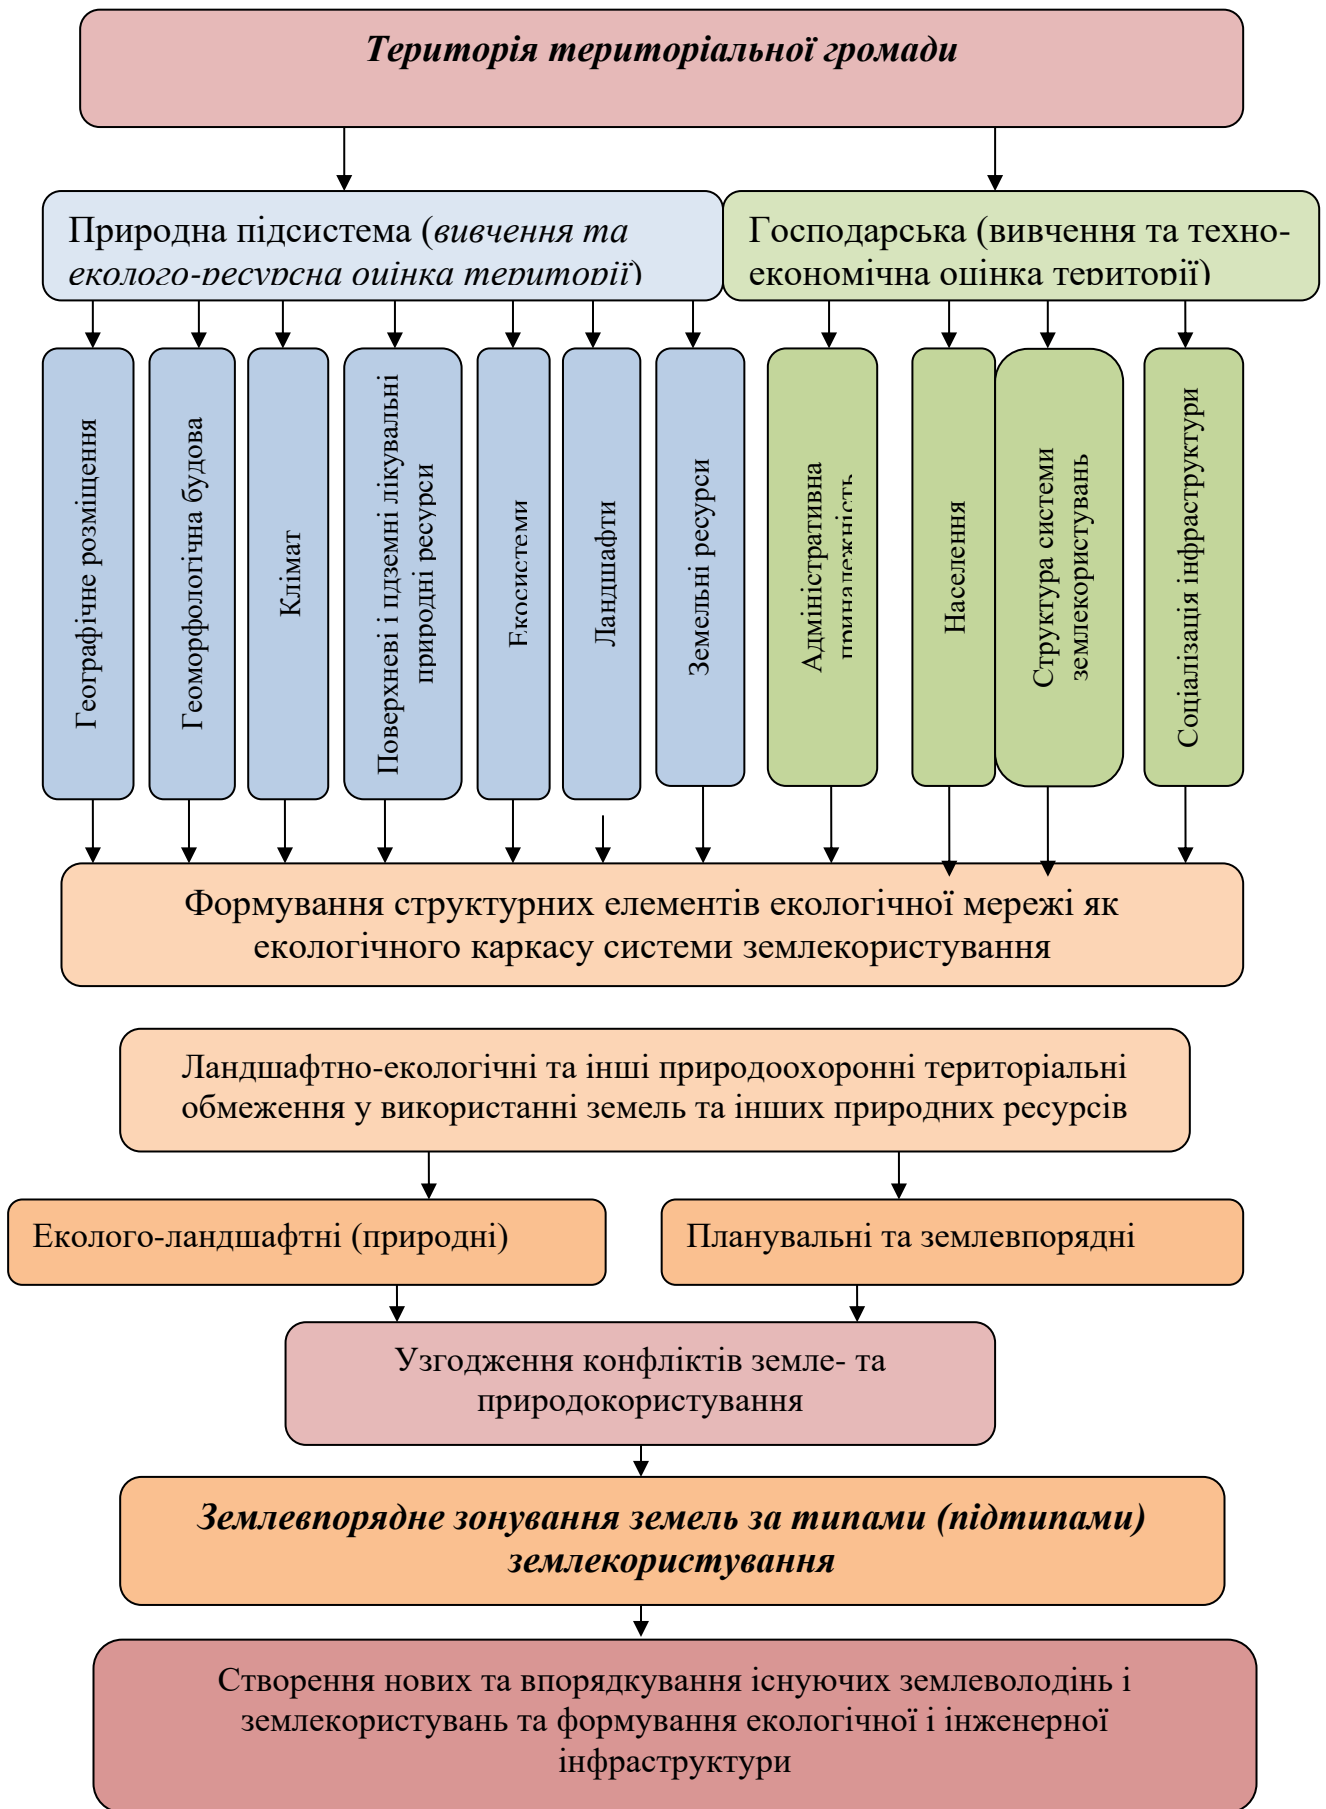 Територія територіальної громади
Природна підсистема (вивчення та
еколого-ресурсна оцінка території)
Господарська (вивчення та техно-
економічна оцінка території)
Географічне розміщення
Геоморфологічна будова
Клімат
Поверхневі і пдземні лікувальні
природні ресурси
Екосистеми
Ландшафти
Земельні ресурси
Адміністративна
приналежність
Населення
Структура системи
землекористувань
Соціалізація інфраструктури
Формування структурних елементів екологічної мережі як
екологічного каркасу системи землекористування
Ландшафтно-екологічні та інші природоохоронні територіальні
обмеження у використанні земель та інших природних ресурсів
Еколого-ландшафтні (природні)
Планувальні та землевпорядні
Узгодження конфліктів земле- та
природокористування
Землевпорядне зонування земель за типами (підтипами)
землекористування
Створення нових та впорядкування існуючих землеволодінь і
землекористувань та формування екологічної і інженерної
інфраструктури